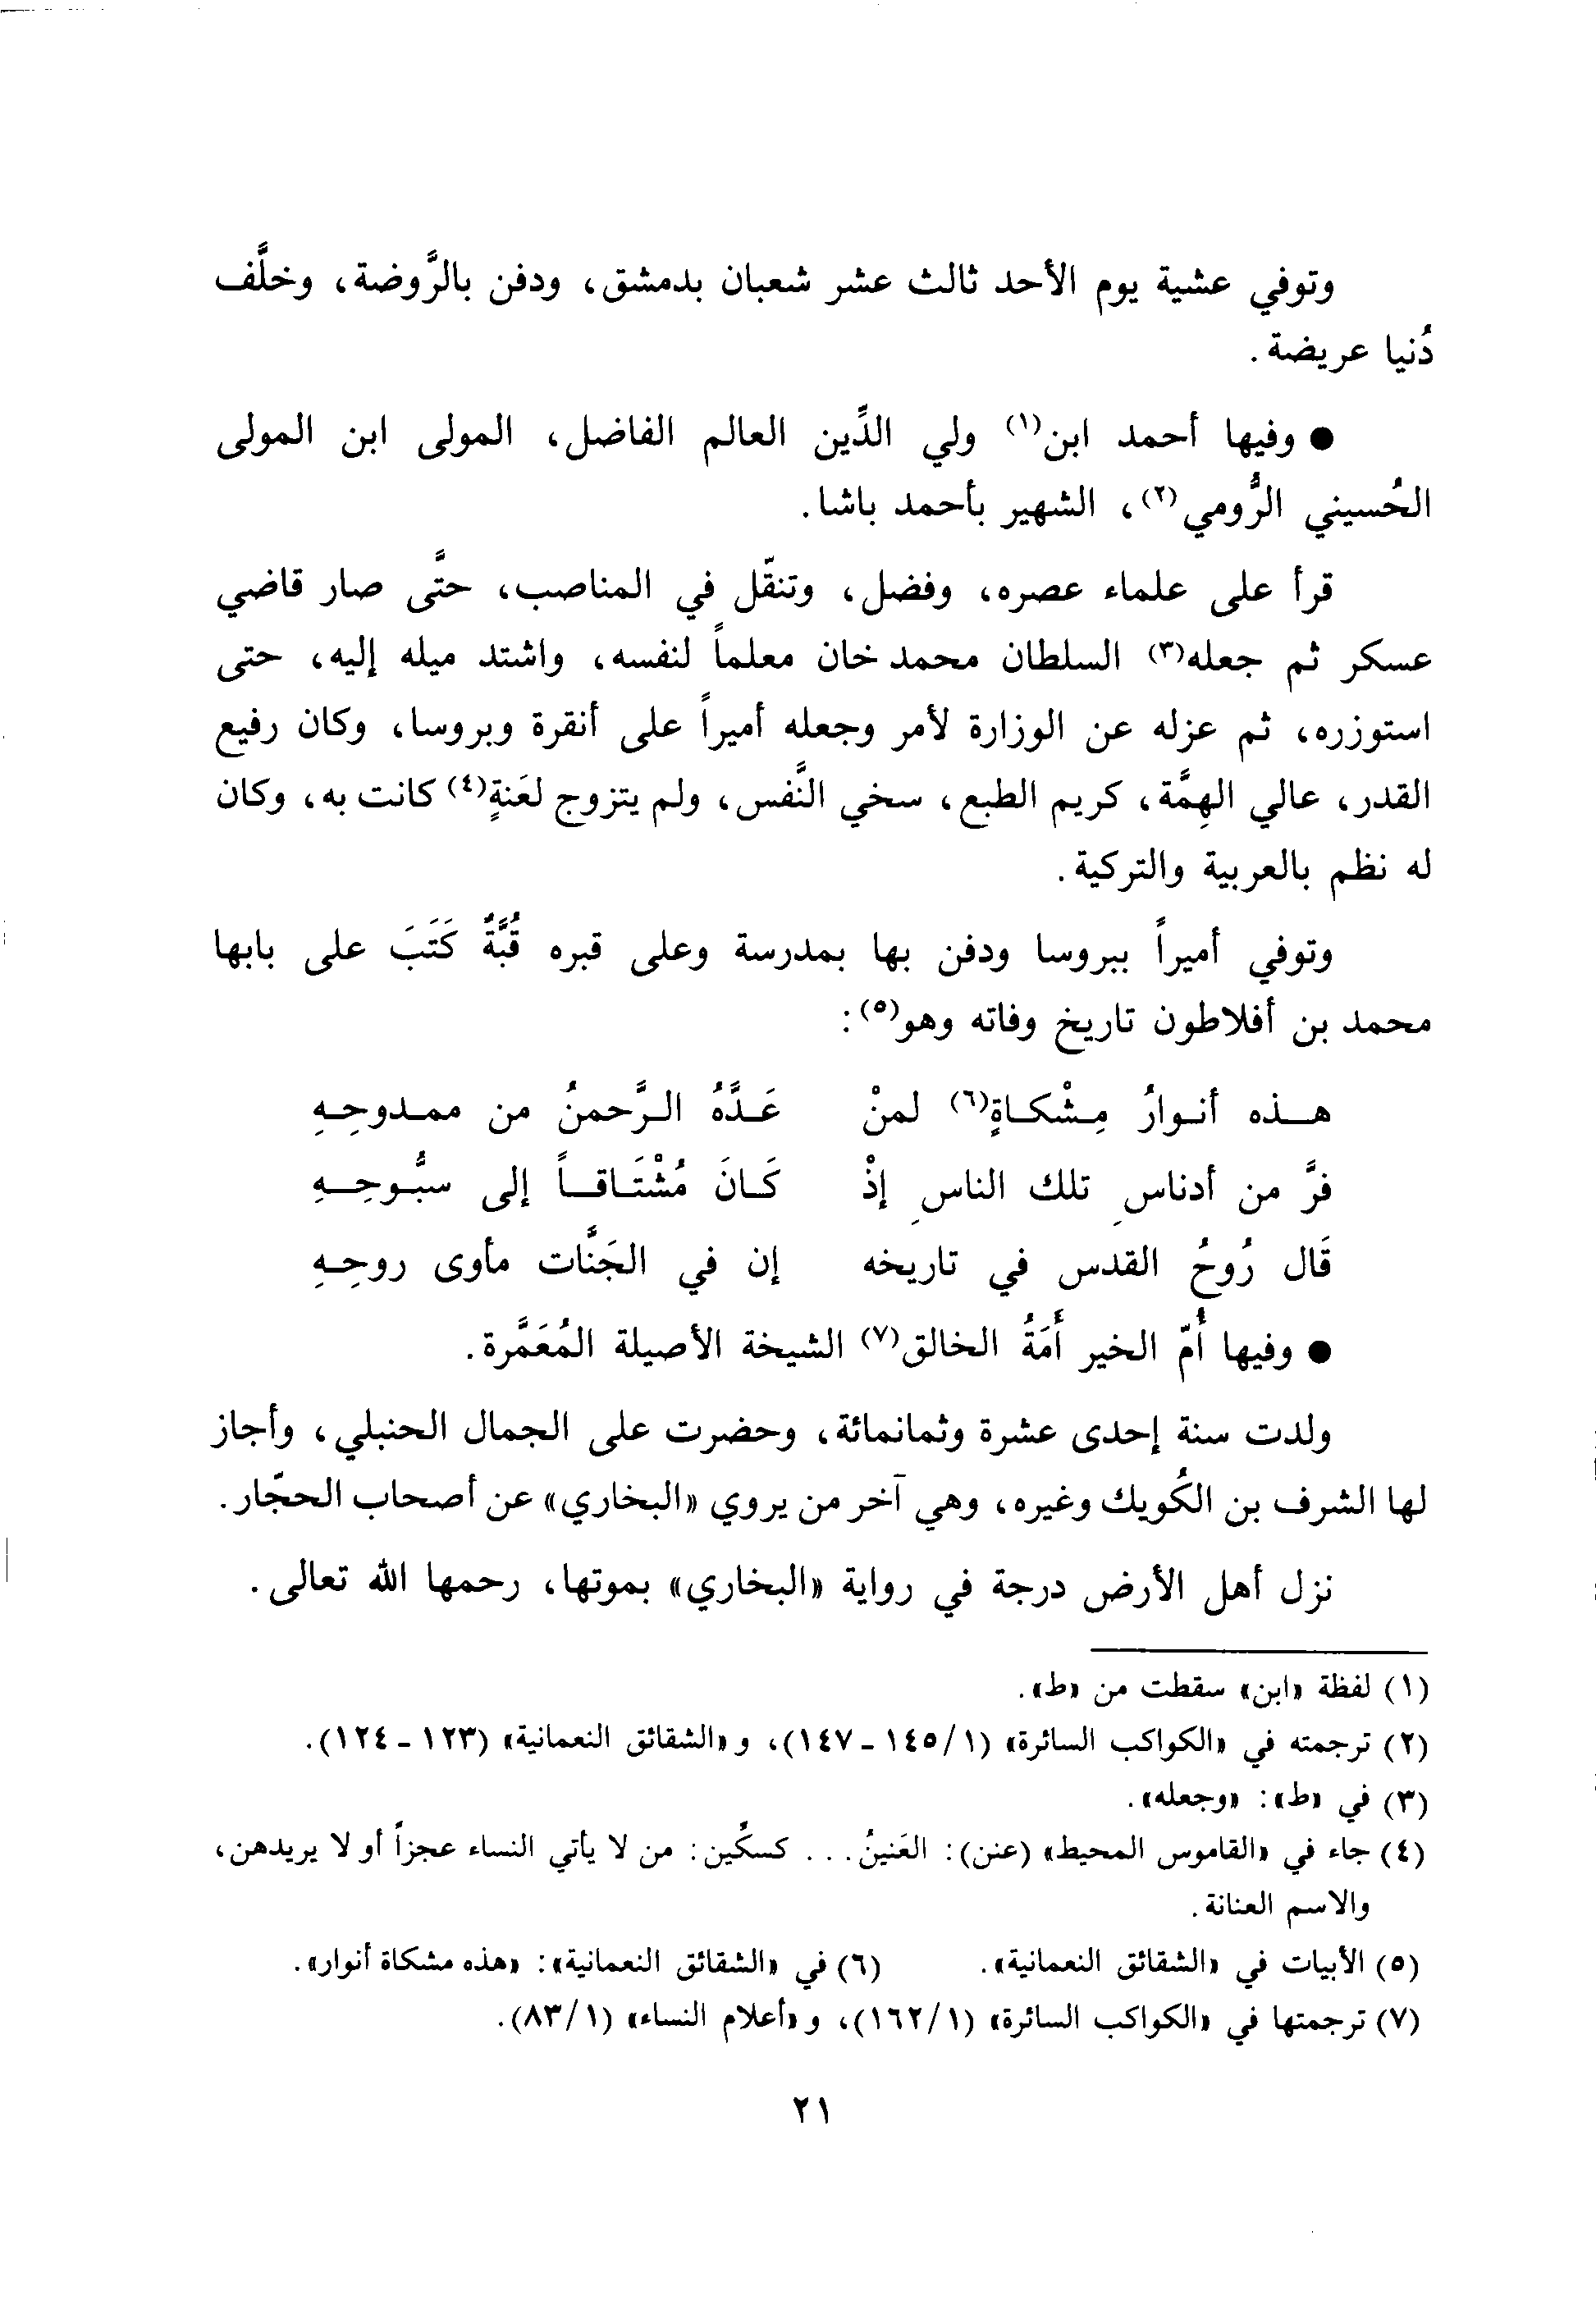 وتوفي عشية يوم الأحد ثالث عشر شعبان بدمشق، ودفن بالرَّوضة، وخلَّف
دُنيا عريضة.
● وفيها أحمد ابن(١) ولي الدِّين العالم الفاضل، المولى ابن المولى
الحُسيني الرُّومي(٢)، الشهير بأحمد باشا.
قرأ على علماء عصره، وفضل، وتنقّل في المناصب، حتَّى صار قاضي
عسكر ثم جعله(٣) السلطان محمد خان معلماً لنفسه، واشتد ميله إليه، حتى
استوزره، ثم عزله عن الوزارة لأمر وجعله أميراً على أنقرة وبروسا، وكان رفيع
القدر، عالي الهِمَّة، كريم الطبع، سخي النَّفس، ولم يتزوج لعَنةٍ(٤) كانت به، وكان
له نظم بالعربية والتركية.
وتوفي أميراً ببروسا ودفن بها بمدرسة وعلى قبره قُبَّةٌ كَتَبَ على بابها
محمد بن أفلاطون تاريخ وفاته وهو(٥):
هـذه أنـوارُ مِـشْكـاةٍ(٦) لمنْ عَـدَّهُ الـرَّحمنُ من ممـدوحِـهِ
فرَّ من أدناسِ تلك الناسِ إذْ كَـانَ مُشْتَـاقـاً إلى سبُّـوحِـهِ
قَال رُوحُ القدس في تاريخه إن في الجَنَّات مأوى روحِـهِ
● وفيها أُمّ الخير أَمَةُ الخالق(٧) الشيخة الأصيلة المُعَمَّرة.
ولدت سنة إحدى عشرة وثمانمائة، وحضرت على الجمال الحنبلي، وأجاز
لها الشرف بن الكُويك وغيره، وهي آخر من يروي «البخاري» عن أصحاب الحجّار.
نزل أهل الأرض درجة في رواية «البخاري» بموتها، رحمها الله تعالى.
(١) لفظة «ابن» سقطت من «ط».
(٢) ترجمته في «الكواكب السائرة» (١/ ١٤٥ - ١٤٧)، و«الشقائق النعمانية» (١٢٣ - ١٢٤).
(٣) في «ط»: «وجعله».
(٤) جاء في «القاموس المحيط» (عنن): العَنينُ... كسكُين: من لا يأتي النساء عجزاً أو لا يريدهن،
والاسم العنانة.
(٥) الأبيات في «الشقائق النعمانية». (٦) في «الشقائق النعمانية»: «هذه مشكاة أنوار».
(٧) ترجمتها في «الكواكب السائرة» (١/ ١٦٢)، و«أعلام النساء» (١/ ٨٣).
٢١